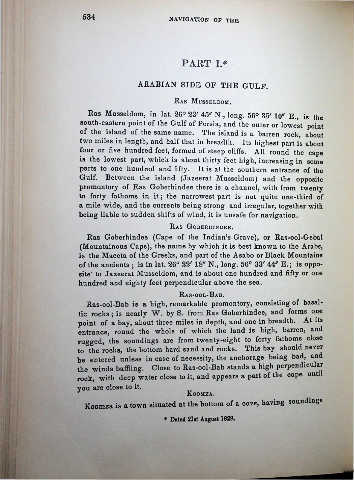 534
NAVIGATION OF THE
PART I.*
ARABIAN SIDE OF THE GULF.
RAS MUSSELDOM.
Ras Mosseldom, in lat. 26° 22' 45" N., long. 56° 35' 10" E., is the
south-eastern point of the Gulf of Persia, and the outer or lowest point
of the island of the same name. The island is a barren rock, about
two miles in length, and half that in breadth. Its highest part is about
four or five hundred feet, formed of steep cliffs. All round the cape
is the lowest part, which is about thirty feet high, increasing in some
parts to one hundred and fifty. It is at the southern entrance of the
Gulf. Between the island (Jazeerat Musseldom) and the opposite
promontory of Ras Goberhindee there is a channel, with from twenty
to forty fathoms in it; the narrowest part is not quite one-third of
a mile wide, and the currents being strong and irregular, together with
being liable to sudden shifts of wind, it is unsafe for navigation.
RAS GOBERHINDEE.
Ras Goberhindee (Cape of the Indian's Grave), or Ras-ool-Gebal
(Mountainous Cape), the name by which it is best known to the Arabs,
is the Maceta of the Greeks, and part of the Asabo or Black Mountains
of the ancients; is in lat. 26° 22' 18" N., long. 56° 33' 44" E.; is oppo-
site to Jazeerat Musseldom, and is about one hundred and fifty or one
hundred and eighty feet perpendicular above the sea.
RAS-OOL-BAB.
Ras-ool-Bab is a high, remarkable promontory, consisting of basal-
tic rocks; is nearly W. by S. from Ras Goberhindee, and forms one
point of a bay, about three miles in depth, and one in breadth. At its
entrance, round the whole of which the land is high, barren, and
rugged, the soundings are from twenty-eight to forty fathoms close
to the rocks, the bottom hard sand and rocks. This bay should never
be entered unless in case of necessity, the anchorage being bad, and
the winds baffling. Close to Ras-ool-Bab stands a high perpendicular
rock, with deep water close to it, and appears a part of the cape until
you are close to it.
KOOMZA.
Koomza is a town situated at the bottom of a cove, having soundings
* Dated 21st August 1828.